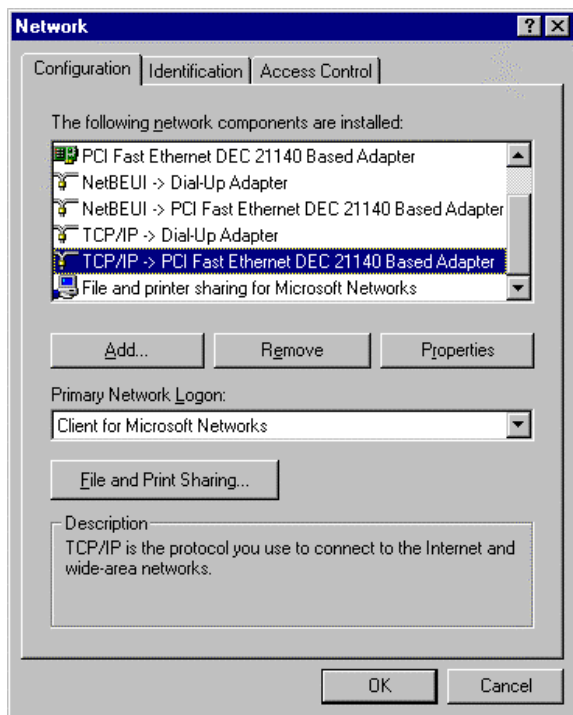 Network
Configuration Identification Access Control
The following network components are installed:
PCI Fast Ethernet DEC 21140 Based Adapter
NetBEUI -> Dial-Up Adapter
NetBEUI -> PCI Fast Ethernet DEC 21140 Based Adapter
TCP/IP -> Dial-Up Adapter
TCP/IP -> PCI Fast Ethernet DEC 21140 Based Adapter
File and printer sharing for Microsoft Networks
Add... Remove Properties
Primary Network Logon:
Client for Microsoft Networks
File and Print Sharing...
Description
TCP/IP is the protocol you use to connect to the Internet and
wide-area networks.
OK Cancel